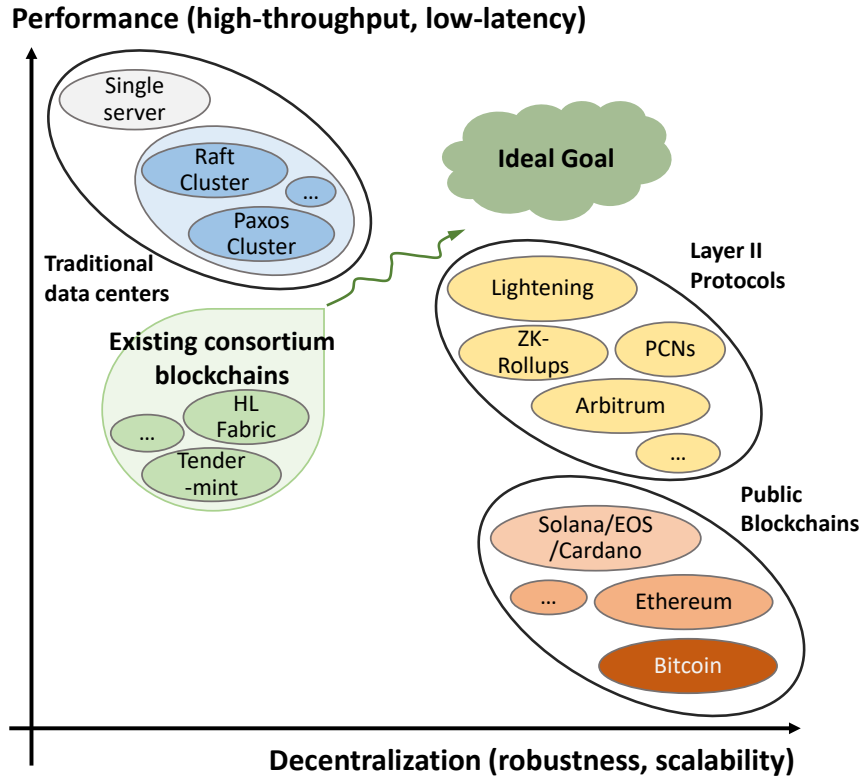 Performance (high-throughput, low-latency)
Single
server
Raft
Cluster
...
Paxos
Cluster
Traditional
data centers
Ideal Goal
Existing consortium
blockchains
HL
Fabric
...
Tender
-mint
Layer II
Protocols
Lightening
ZK-
Rollups
PCNs
Arbitrum
...
Public
Blockchains
Solana/EOS
/Cardano
...
Ethereum
Bitcoin
Decentralization (robustness, scalability)